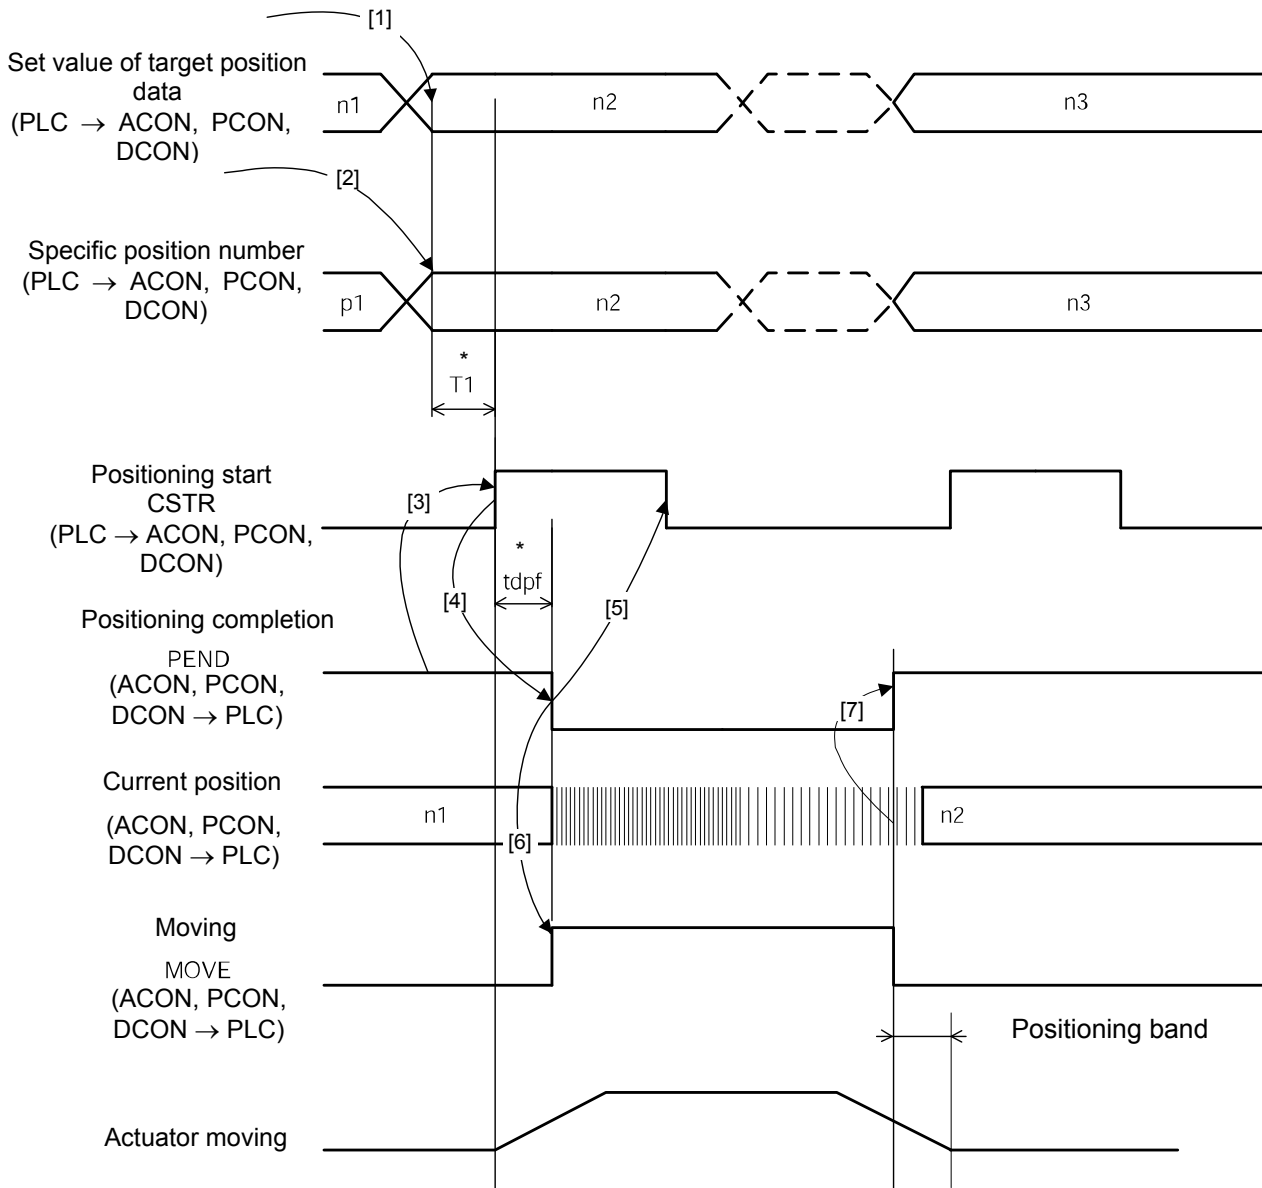 [1]
Set value of target position
data
(PLC → ACON, PCON,
DCON)
n1
n2
n3
[2]
Specific position number
(PLC → ACON, PCON,
DCON)
p1
n2
n3
*
T1
Positioning start
CSTR
(PLC → ACON, PCON,
DCON)
[3]
*
tdpf
[4]
[5]
Positioning completion
PEND
(ACON, PCON,
DCON → PLC)
[7]
Current position
(ACON, PCON,
DCON → PLC)
n1
n2
[6]
Moving
MOVE
(ACON, PCON,
DCON → PLC)
Positioning band
Actuator moving